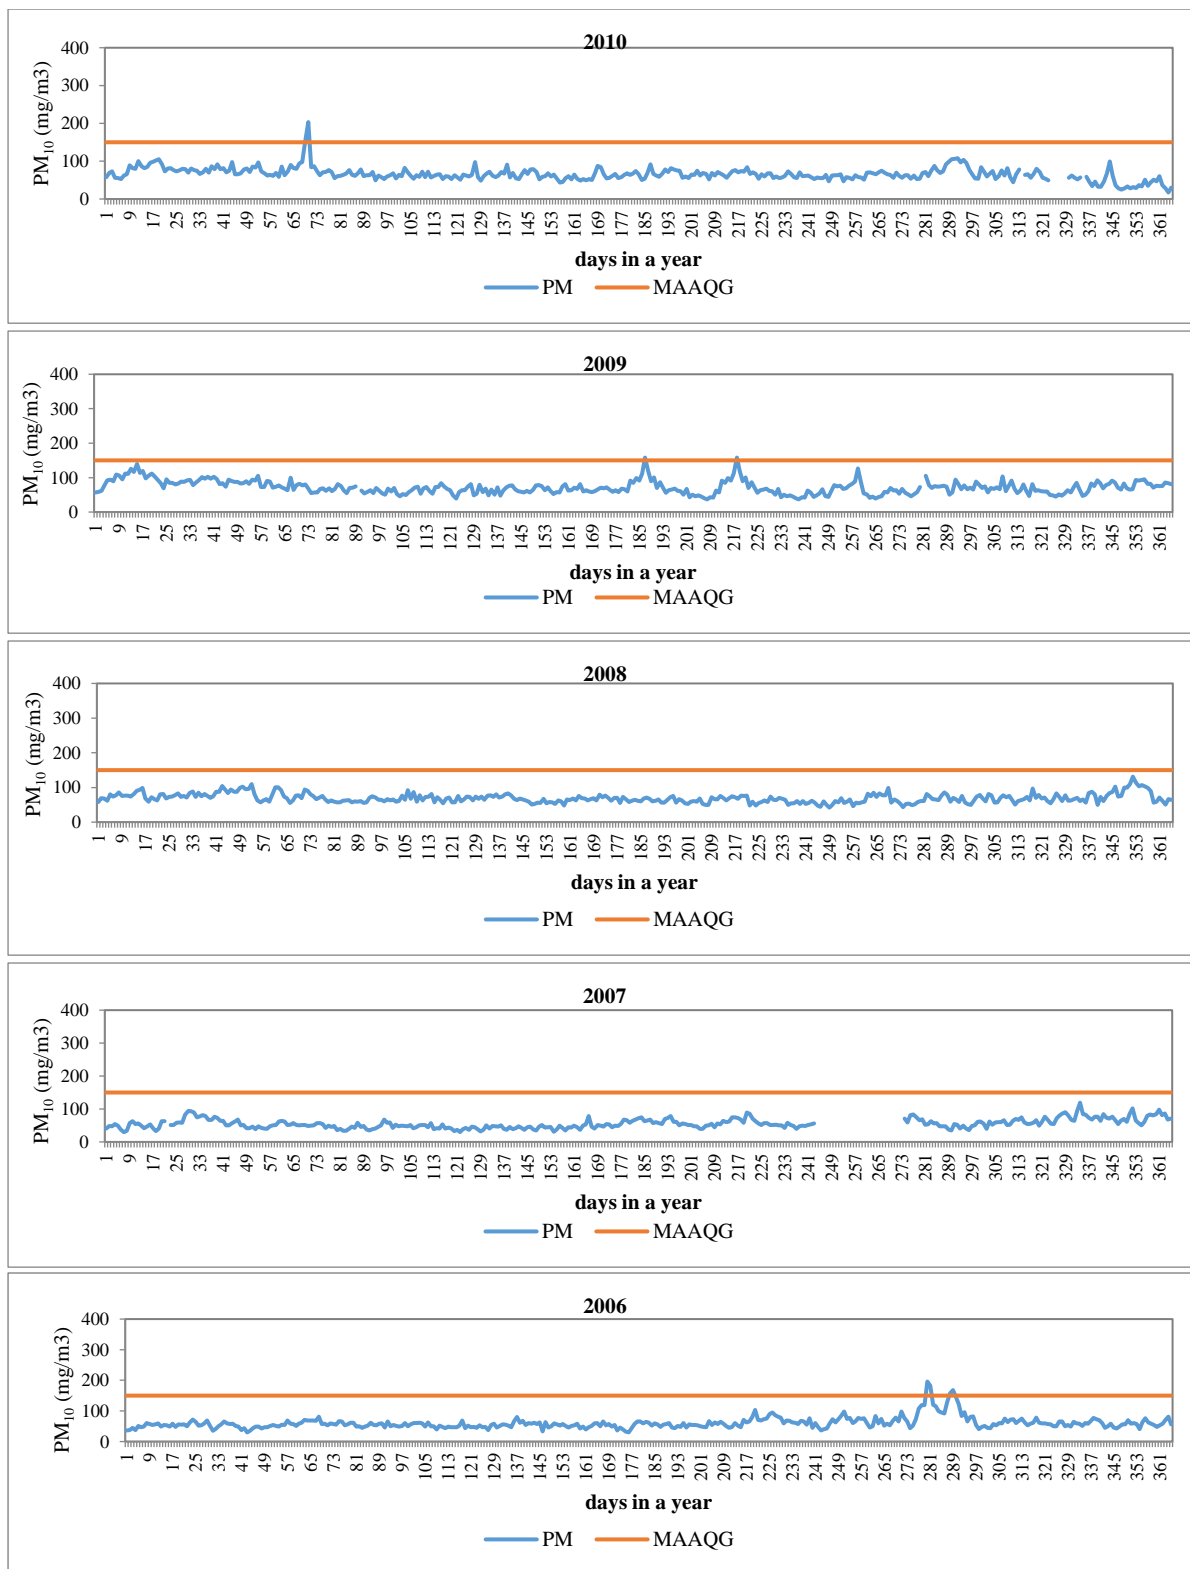 2010
400
300
200
100
0
PM10 (mg/m3)
1 9 17 25 33 41 49 57 65 73 81 89 97 105 113 121 129 137 145 153 161 169 177 185 193 201 209 217 225 233 241 249 257 265 273 281 289 297 305 313 321 329 337 345 353 361
days in a year
PM MAAQG
2009
400
300
200
100
0
PM10 (mg/m3)
1 9 17 25 33 41 49 57 65 73 81 89 97 105 113 121 129 137 145 153 161 169 177 185 193 201 209 217 225 233 241 249 257 265 273 281 289 297 305 313 321 329 337 345 353 361
days in a year
PM MAAQG
2008
400
300
200
100
0
PM10 (mg/m3)
1 9 17 25 33 41 49 57 65 73 81 89 97 105 113 121 129 137 145 153 161 169 177 185 193 201 209 217 225 233 241 249 257 265 273 281 289 297 305 313 321 329 337 345 353 361
days in a year
PM MAAQG
2007
400
300
200
100
0
PM10 (mg/m3)
1 9 17 25 33 41 49 57 65 73 81 89 97 105 113 121 129 137 145 153 161 169 177 185 193 201 209 217 225 233 241 249 257 265 273 281 289 297 305 313 321 329 337 345 353 361
days in a year
PM MAAQG
2006
400
300
200
100
0
PM10 (mg/m3)
1 9 17 25 33 41 49 57 65 73 81 89 97 105 113 121 129 137 145 153 161 169 177 185 193 201 209 217 225 233 241 249 257 265 273 281 289 297 305 313 321 329 337 345 353 361
days in a year
PM MAAQG